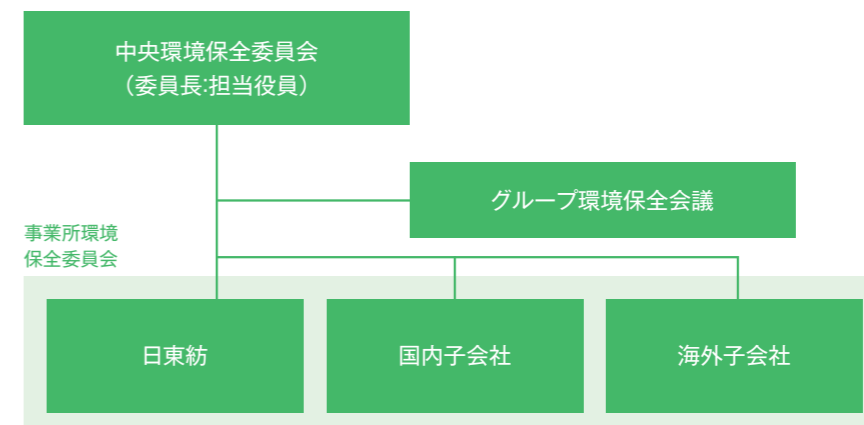 中央環境保全委員会
（委員長:担当役員）
グループ環境保全会議
事業所環境
保全委員会
日東紡
国内子会社
海外子会社